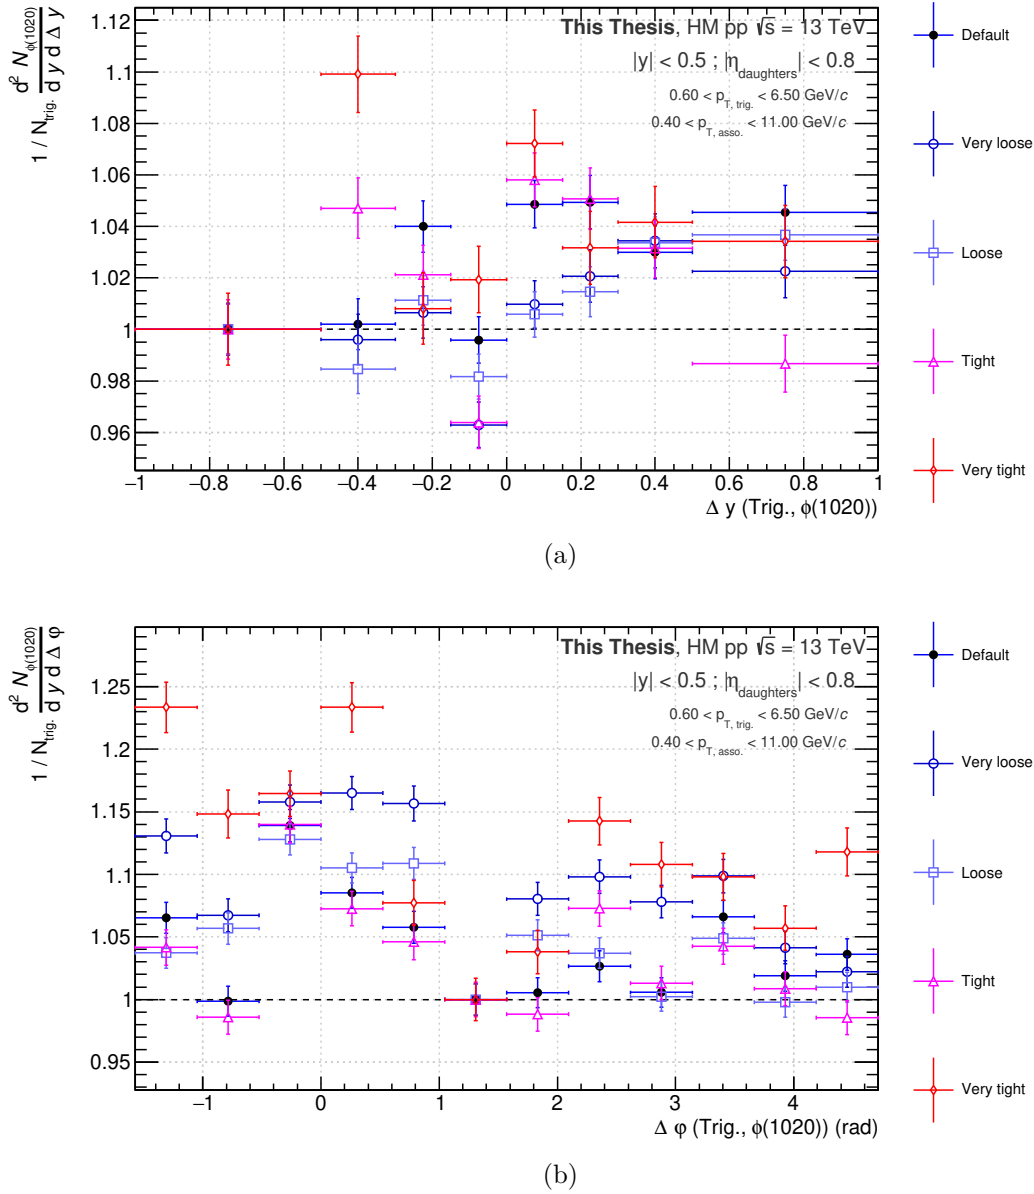 1 / N_trig. d² N_ϕ(1020) / d y d Δ y
This Thesis, HM pp √s = 13 TeV
|y| < 0.5 ; |η_daughters| < 0.8
0.60 < p_T, trig. < 6.50 GeV/c
0.40 < p_T, asso. < 11.00 GeV/c
1.12
1.1
1.08
1.06
1.04
1.02
1
0.98
0.96
−1 −0.8 −0.6 −0.4 −0.2 0 0.2 0.4 0.6 0.8 1
Δ y (Trig., ϕ(1020))
Default
Very loose
Loose
Tight
Very tight
(a)
1 / N_trig. d² N_ϕ(1020) / d y d Δ φ
This Thesis, HM pp √s = 13 TeV
|y| < 0.5 ; |η_daughters| < 0.8
0.60 < p_T, trig. < 6.50 GeV/c
0.40 < p_T, asso. < 11.00 GeV/c
1.25
1.2
1.15
1.1
1.05
1
0.95
−1 0 1 2 3 4
Δ φ (Trig., ϕ(1020)) (rad)
Default
Very loose
Loose
Tight
Very tight
(b)